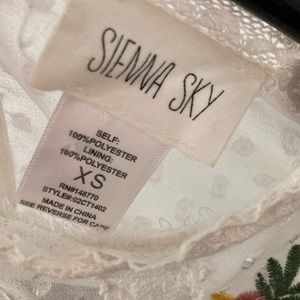 SIENNA SKY
SELF:
100%POLYESTER
LINING:
100%POLYESTER
XS
RN#148770
STYLE#:02CT1402
MADE IN CHINA
SEE REVERSE FOR CARE